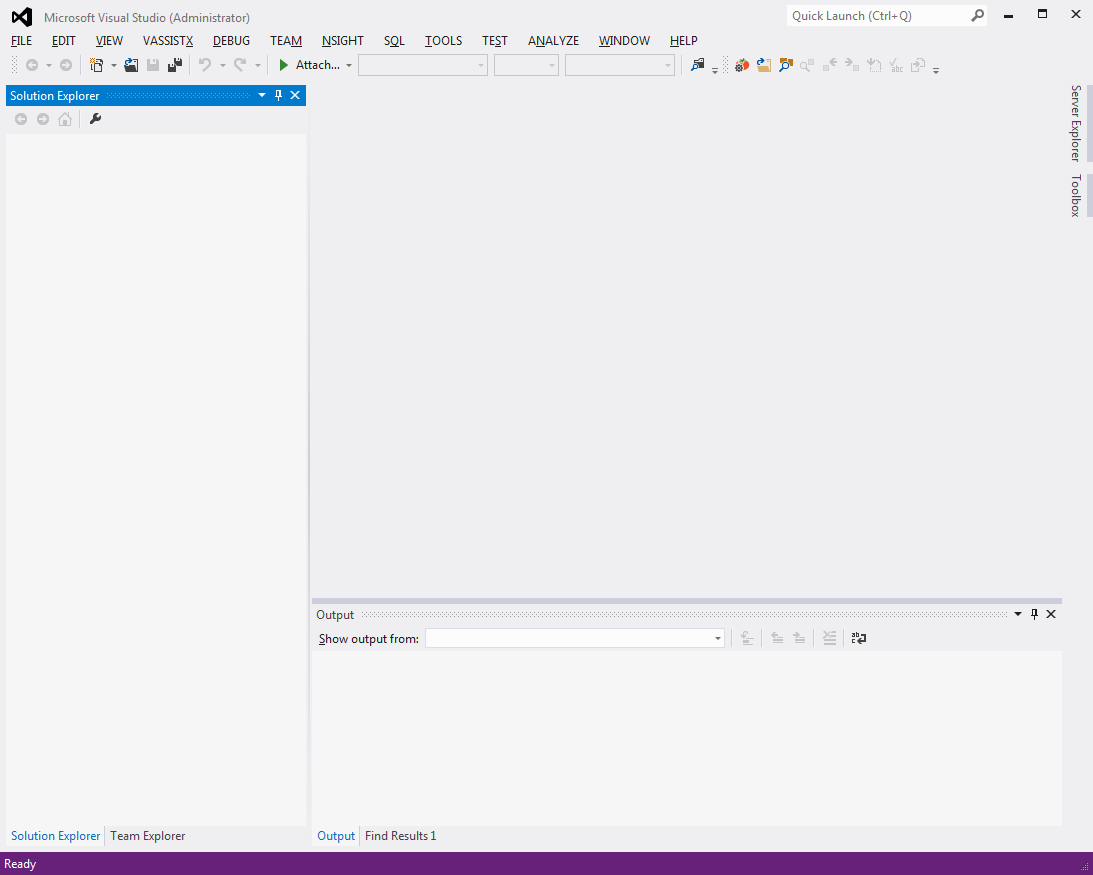 Microsoft Visual Studio (Administrator)
Quick Launch (Ctrl+Q)
FILE EDIT VIEW VASSISTX DEBUG TEAM NSIGHT SQL TOOLS TEST ANALYZE WINDOW HELP
Attach...
Solution Explorer
Server Explorer
Toolbox
Output
Show output from:
Solution Explorer Team Explorer
Output Find Results 1
Ready